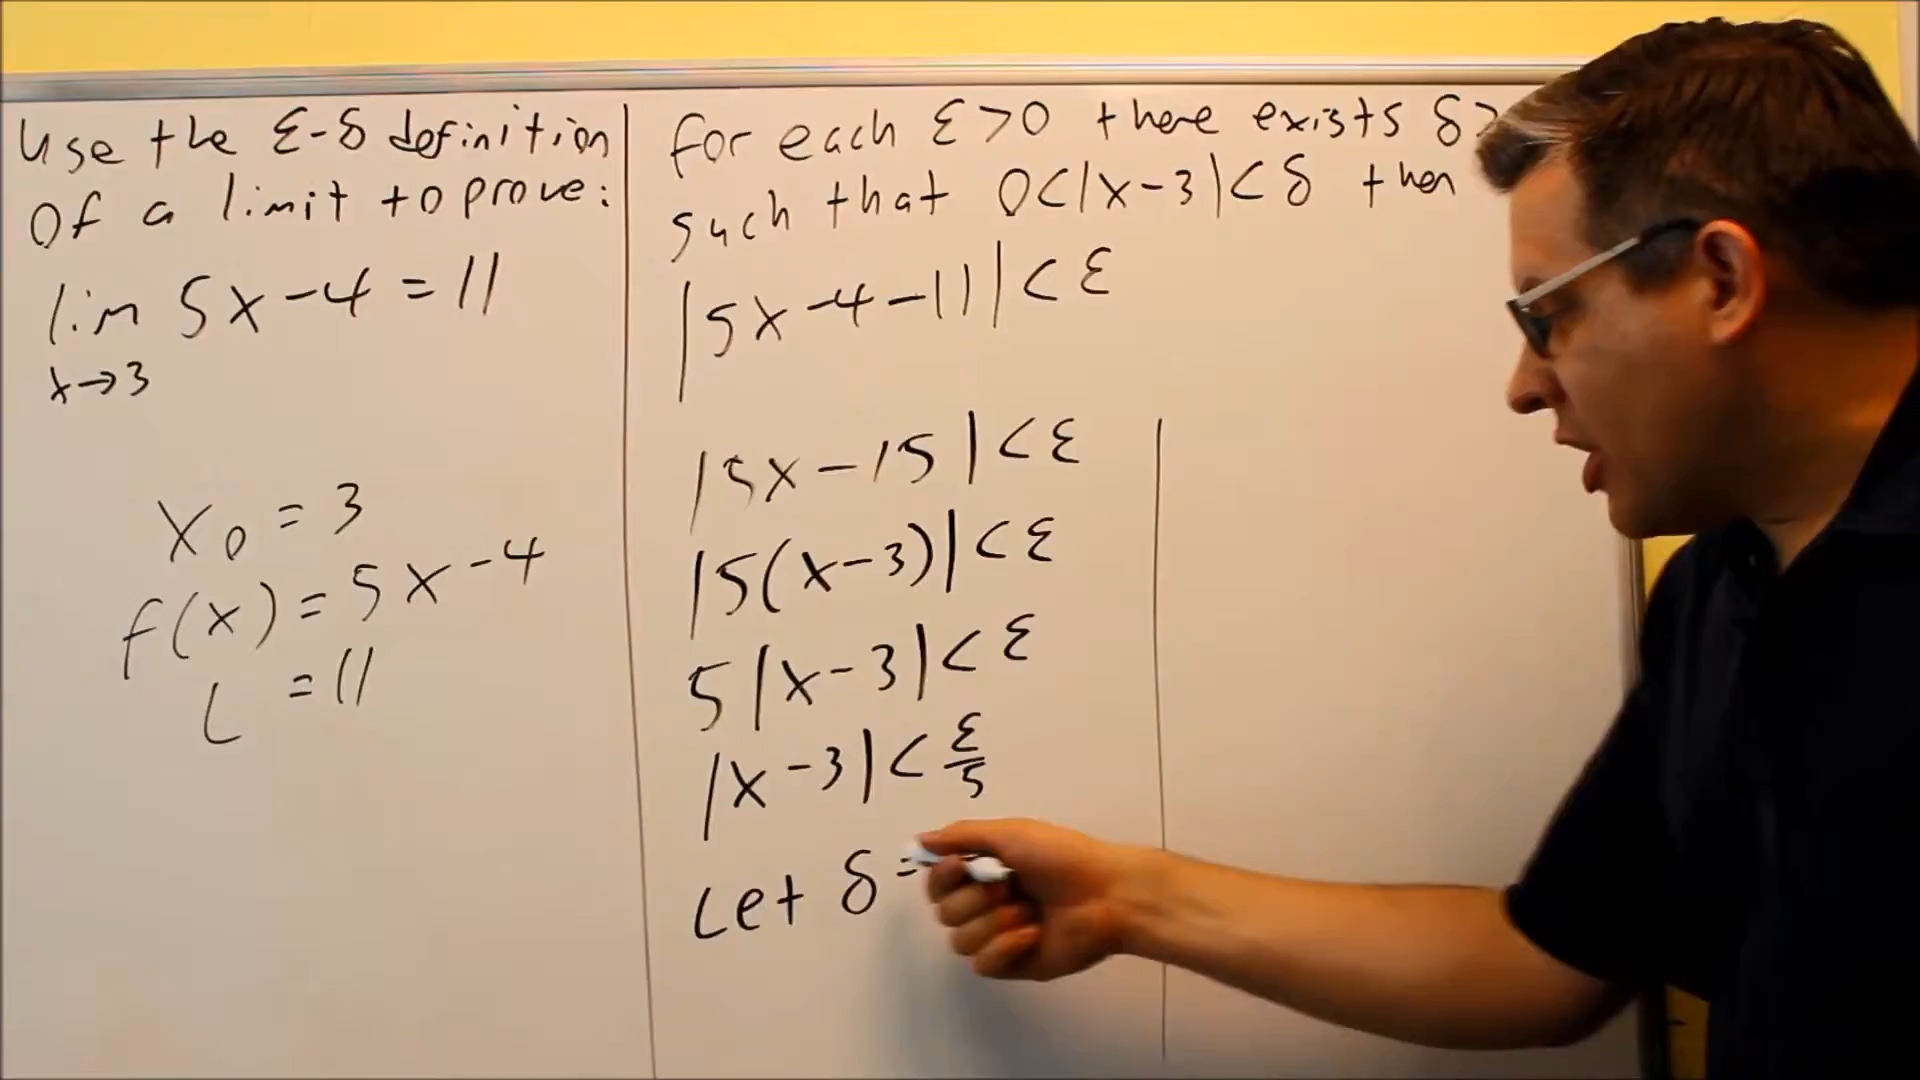 Use the ε-δ definition
Of a limit to prove:
lim 5x-4=11
x→3
x₀=3
f(x)=5x-4
L =11
for each ε>0 there exists δ>
such that 0<|x-3|<δ then
|5x-4-11|<ε
|5x-15|<ε
|5(x-3)|<ε
5|x-3|<ε
|x-3|<ε/5
Let δ=